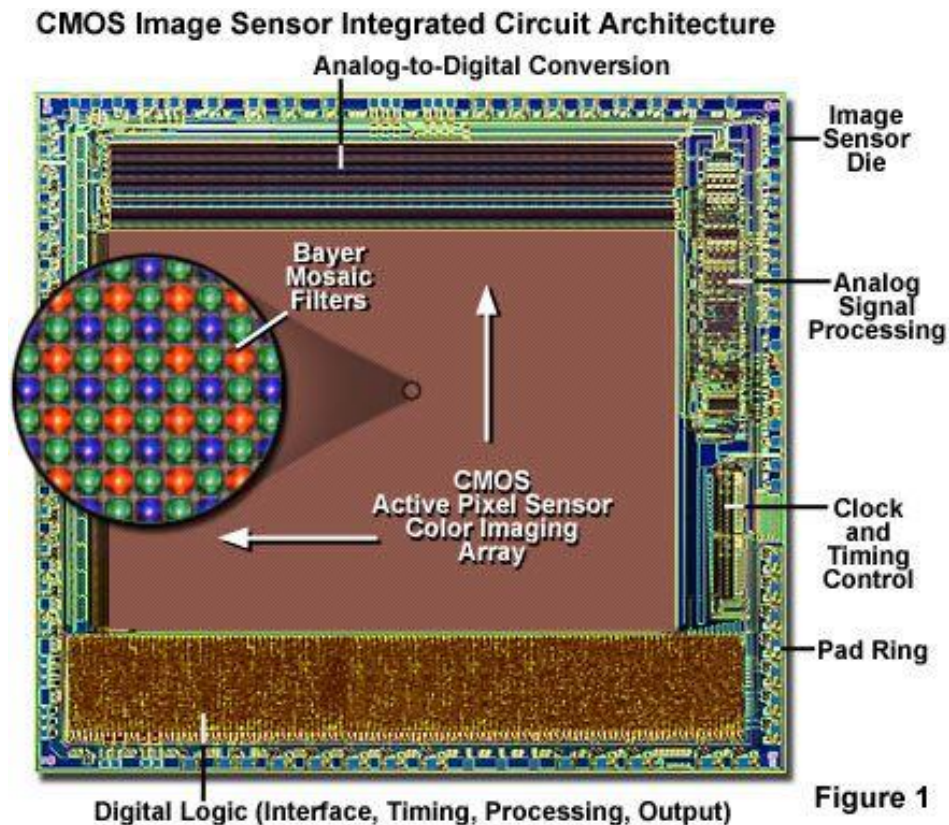 CMOS Image Sensor Integrated Circuit Architecture
Analog-to-Digital Conversion
Image
Sensor
Die
Bayer
Mosaic
Filters
Analog
Signal
Processing
CMOS
Active Pixel Sensor
Color Imaging
Array
Clock
and
Timing
Control
Pad Ring
Digital Logic (Interface, Timing, Processing, Output)
Figure 1